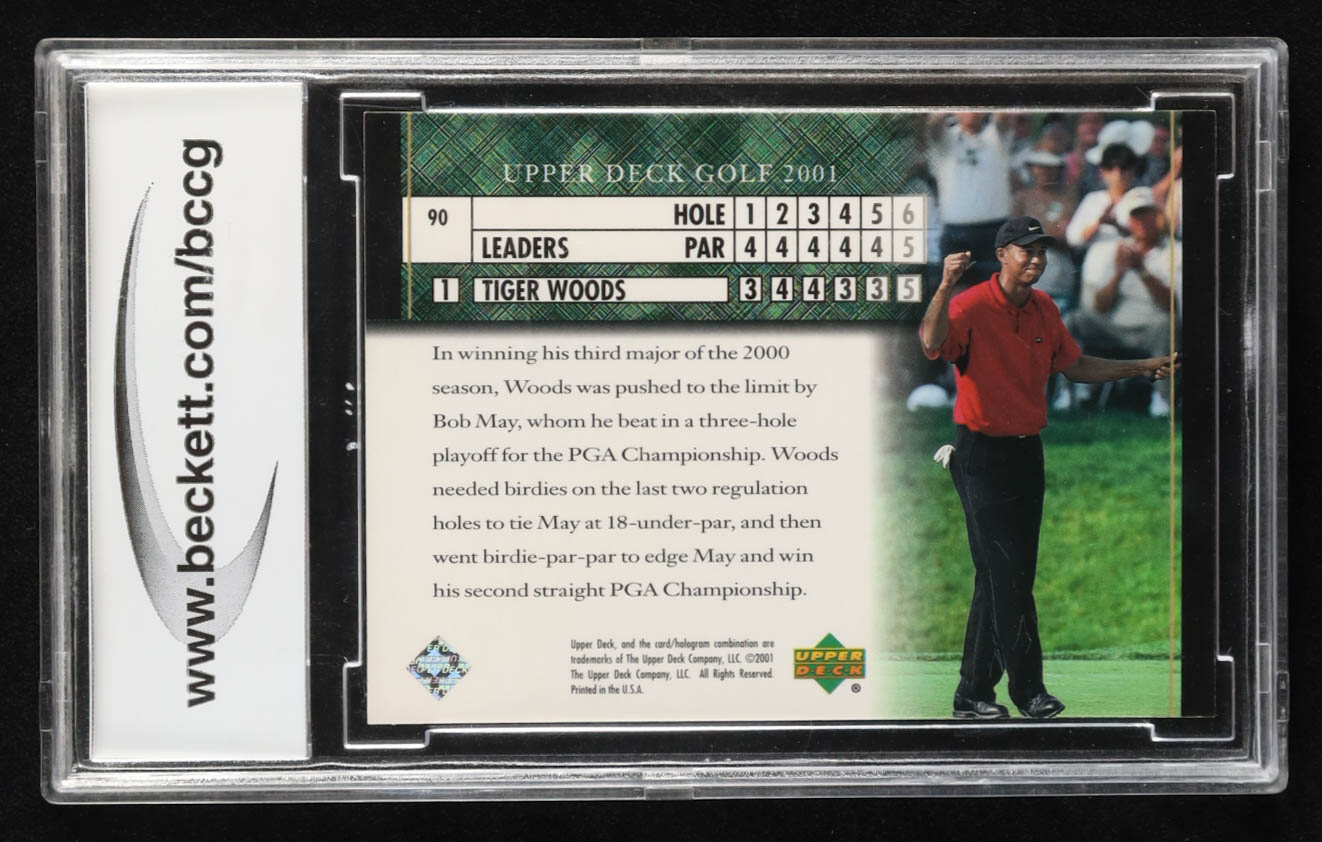 www.beckett.com/bccg
UPPER DECK GOLF 2001
90 HOLE 1 2 3 4 5 6
LEADERS PAR 4 4 4 4 4 5
1 TIGER WOODS 3 4 4 3 3 5
In winning his third major of the 2000
season, Woods was pushed to the limit by
Bob May, whom he beat in a three-hole
playoff for the PGA Championship. Woods
needed birdies on the last two regulation
holes to tie May at 18-under-par, and then
went birdie-par-par to edge May and win
his second straight PGA Championship.
Upper Deck, and the card/hologram combination are
trademarks of The Upper Deck Company, LLC. ©2001
The Upper Deck Company, LLC. All Rights Reserved.
Printed in the U.S.A.
UPPER
DECK
®